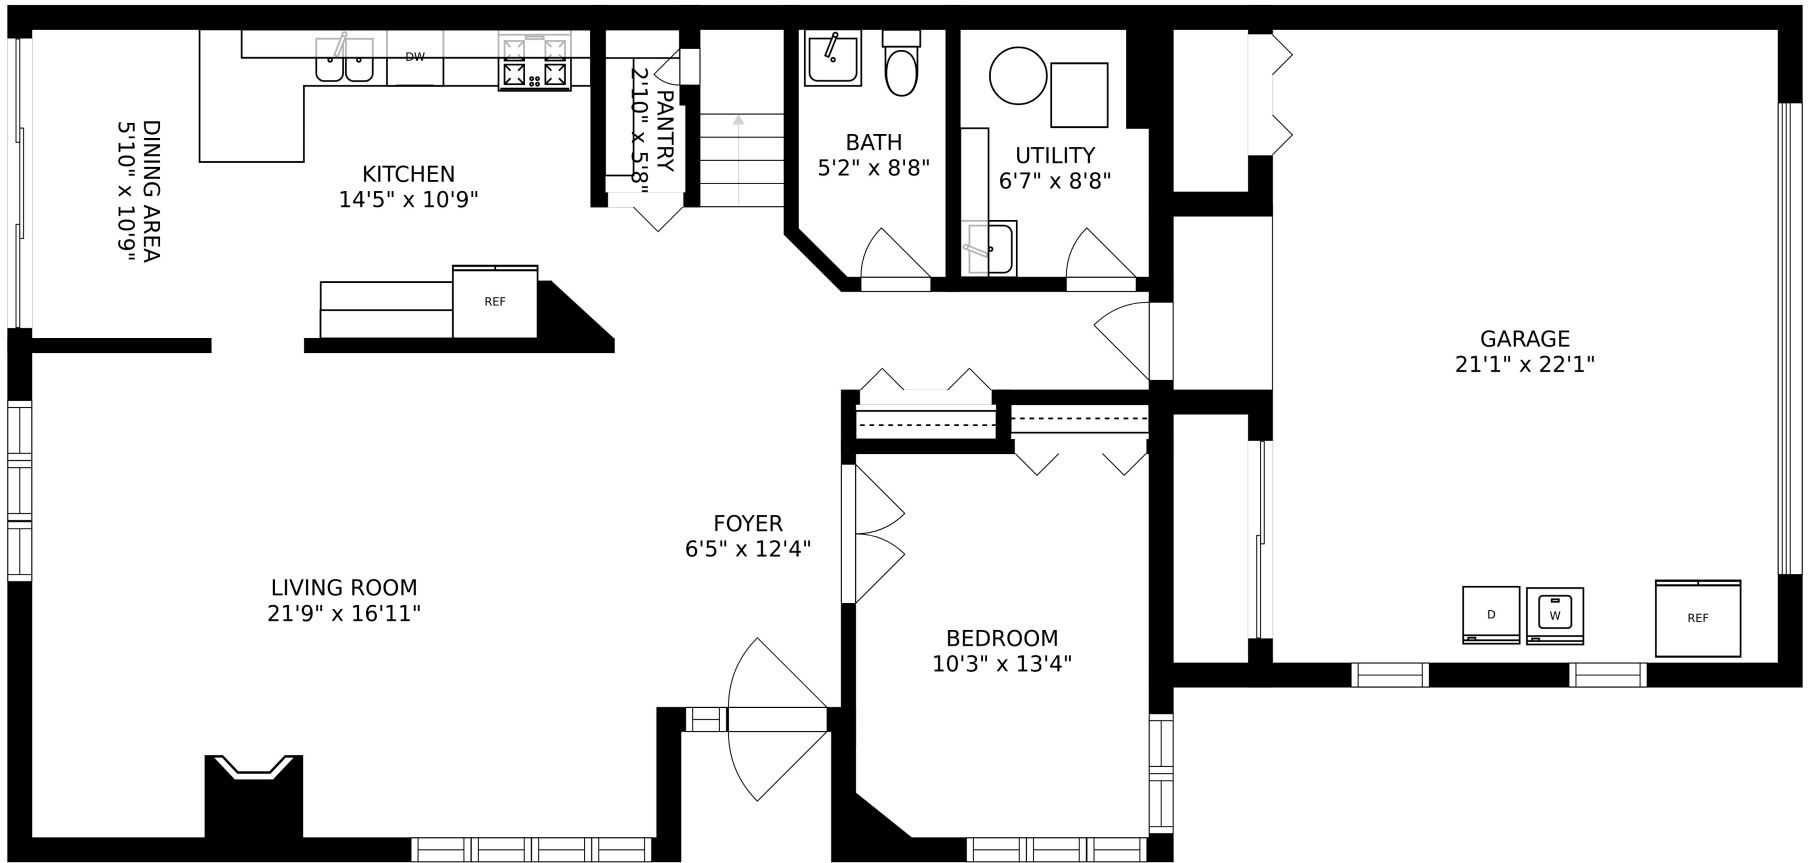 DW
PANTRY
2'10" x 5'8"
BATH
5'2" x 8'8"
UTILITY
6'7" x 8'8"
DINING AREA
5'10" x 10'9"
KITCHEN
14'5" x 10'9"
REF
GARAGE
21'1" x 22'1"
FOYER
6'5" x 12'4"
LIVING ROOM
21'9" x 16'11"
BEDROOM
10'3" x 13'4"
D
W
REF